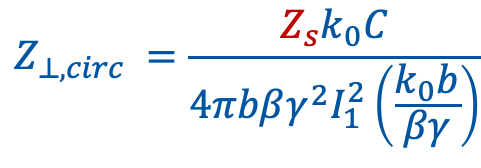 Z⊥,circ = Zₛk₀C / 4πbβγ²I₁² (k₀b / βγ)